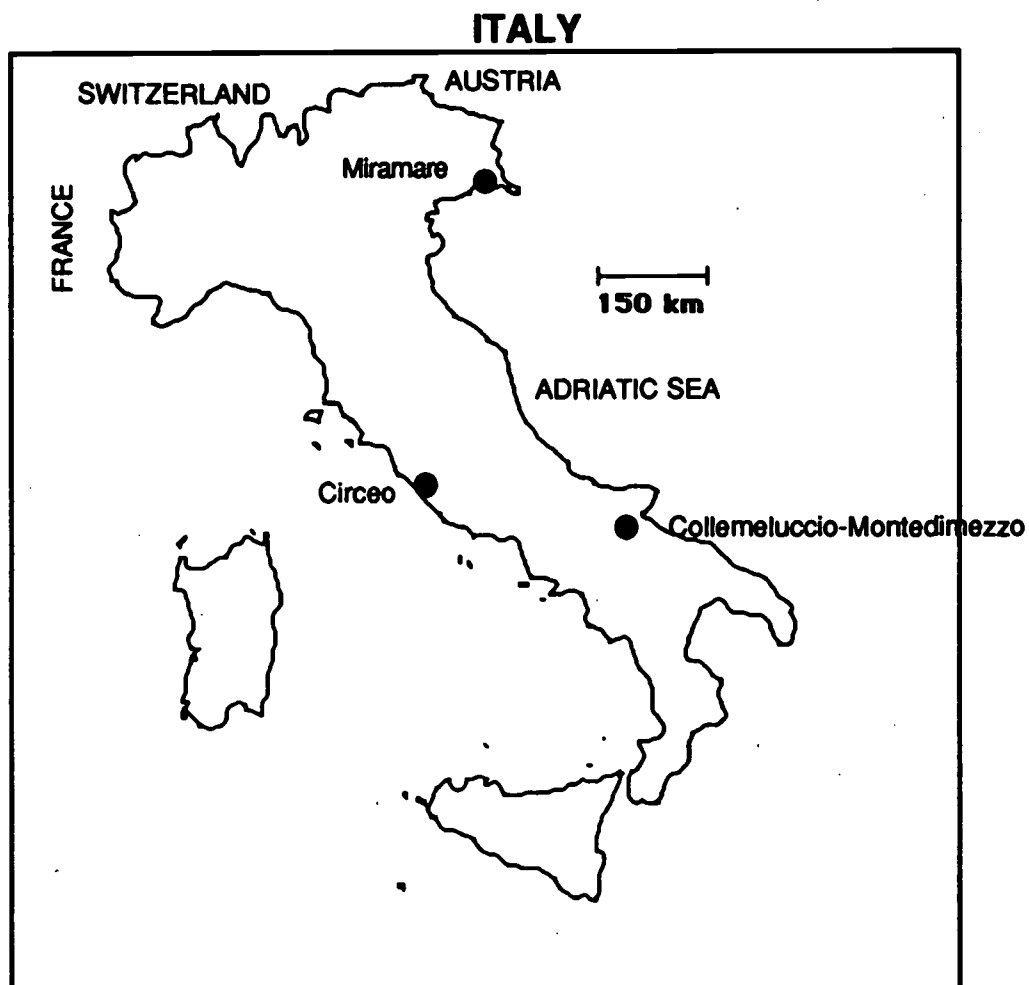 ITALY
AUSTRIA
SWITZERLAND
Miramare
FRANCE
150 km
ADRIATIC SEA
Circeo
Collemeluccio-Montedimezzo